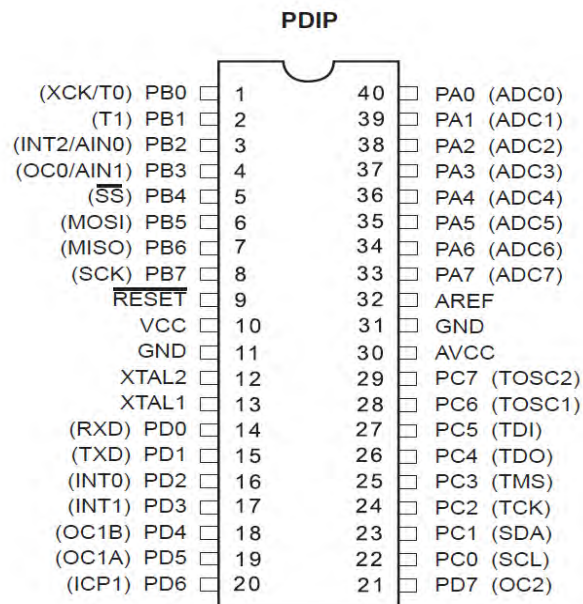 PDIP
(XCK/T0) PB0 1 40 PA0 (ADC0)
(T1) PB1 2 39 PA1 (ADC1)
(INT2/AIN0) PB2 3 38 PA2 (ADC2)
(OC0/AIN1) PB3 4 37 PA3 (ADC3)
(SS) PB4 5 36 PA4 (ADC4)
(MOSI) PB5 6 35 PA5 (ADC5)
(MISO) PB6 7 34 PA6 (ADC6)
(SCK) PB7 8 33 PA7 (ADC7)
RESET 9 32 AREF
VCC 10 31 GND
GND 11 30 AVCC
XTAL2 12 29 PC7 (TOSC2)
XTAL1 13 28 PC6 (TOSC1)
(RXD) PD0 14 27 PC5 (TDI)
(TXD) PD1 15 26 PC4 (TDO)
(INT0) PD2 16 25 PC3 (TMS)
(INT1) PD3 17 24 PC2 (TCK)
(OC1B) PD4 18 23 PC1 (SDA)
(OC1A) PD5 19 22 PC0 (SCL)
(ICP1) PD6 20 21 PD7 (OC2)